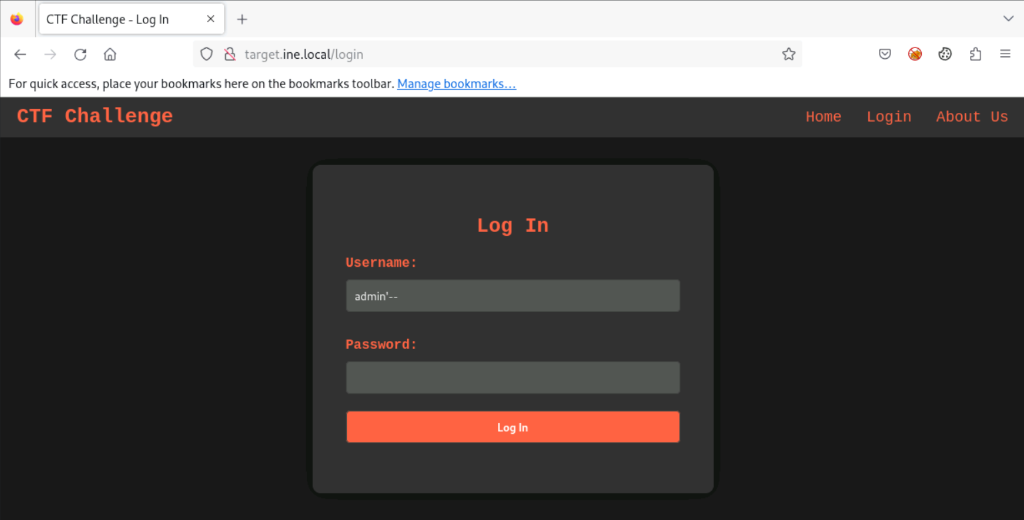 CTF Challenge - Log In
target.ine.local/login
For quick access, place your bookmarks here on the bookmarks toolbar. Manage bookmarks...
CTF Challenge Home Login About Us
Log In
Username:
admin'--
Password:
Log In